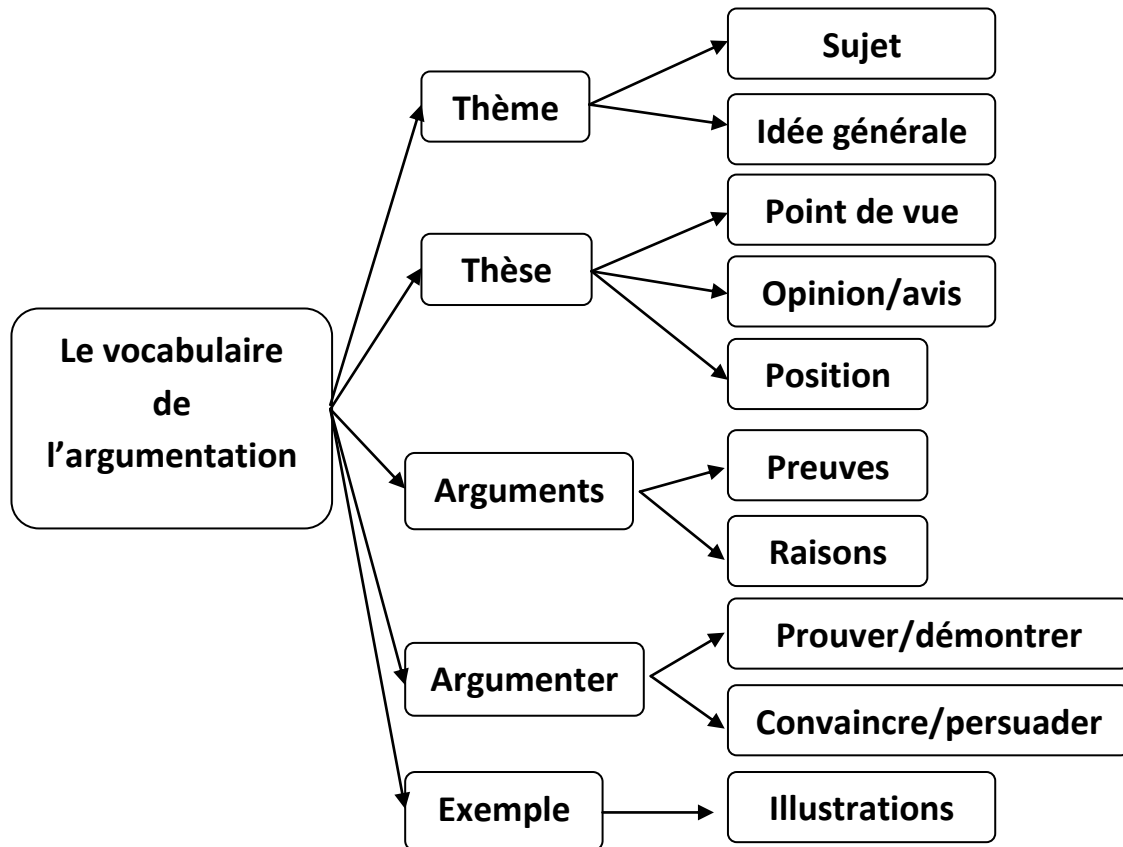 Le vocabulaire
de
l’argumentation
Thème
Sujet
Idée générale
Thèse
Point de vue
Opinion/avis
Position
Arguments
Preuves
Raisons
Argumenter
Prouver/démontrer
Convaincre/persuader
Exemple
Illustrations